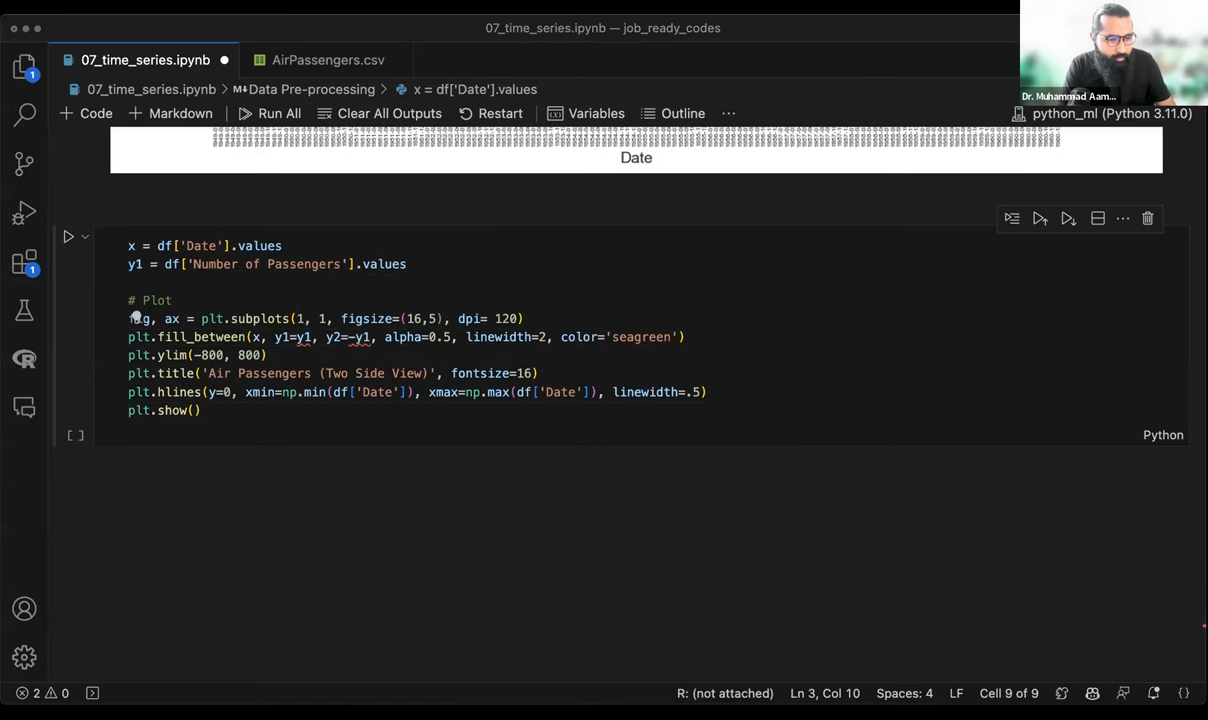 07_time_series.ipynb — job_ready_codes
07_time_series.ipynb
AirPassengers.csv
07_time_series.ipynb > M↓Data Pre-processing > x = df['Date'].values
Code
Markdown
Run All
Clear All Outputs
Restart
Variables
Outline
...
Dr. Muhammad Aam...
python_ml (Python 3.11.0)
1
Date
x = df['Date'].values
y1 = df['Number of Passengers'].values
# Plot
fig, ax = plt.subplots(1, 1, figsize=(16,5), dpi= 120)
plt.fill_between(x, y1=y1, y2=-y1, alpha=0.5, linewidth=2, color='seagreen')
plt.ylim(-800, 800)
plt.title('Air Passengers (Two Side View)', fontsize=16)
plt.hlines(y=0, xmin=np.min(df['Date']), xmax=np.max(df['Date']), linewidth=.5)
plt.show()
[ ]
Python
1
R
2 0
R: (not attached)
Ln 3, Col 10
Spaces: 4
LF
Cell 9 of 9